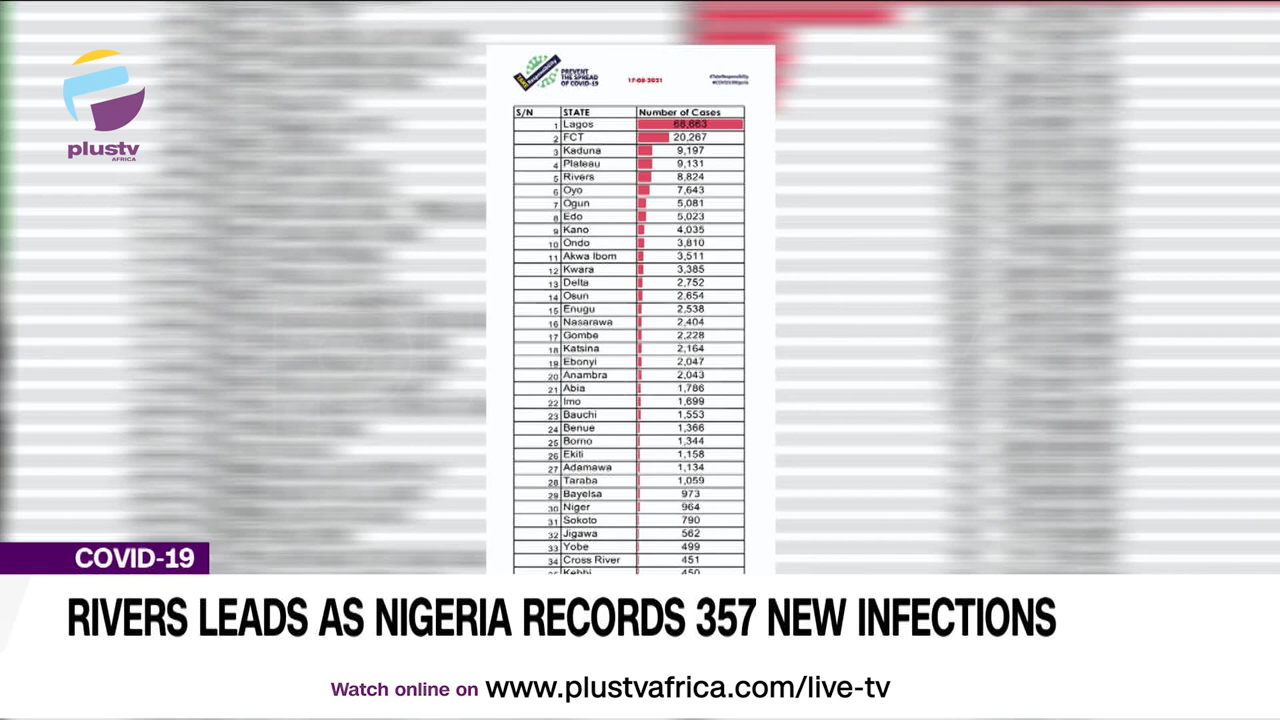 plustv
AFRICA
TAKE Responsibility
PREVENT
THE SPREAD
OF COVID-19
17-08-2021
#TakeResponsibility
#COVID19Nigeria
S/N STATE Number of Cases
1 Lagos 66,663
2 FCT 20,267
3 Kaduna 9,197
4 Plateau 9,131
5 Rivers 8,824
6 Oyo 7,643
7 Ogun 5,081
8 Edo 5,023
9 Kano 4,035
10 Ondo 3,810
11 Akwa Ibom 3,511
12 Kwara 3,385
13 Delta 2,752
14 Osun 2,654
15 Enugu 2,538
16 Nasarawa 2,404
17 Gombe 2,228
18 Katsina 2,164
19 Ebonyi 2,047
20 Anambra 2,043
21 Abia 1,786
22 Imo 1,699
23 Bauchi 1,553
24 Benue 1,366
25 Borno 1,344
26 Ekiti 1,158
27 Adamawa 1,134
28 Taraba 1,059
29 Bayelsa 973
30 Niger 964
31 Sokoto 790
32 Jigawa 562
33 Yobe 499
34 Cross River 451
35 Kebbi 450
COVID-19
RIVERS LEADS AS NIGERIA RECORDS 357 NEW INFECTIONS
Watch online on www.plustvafrica.com/live-tv